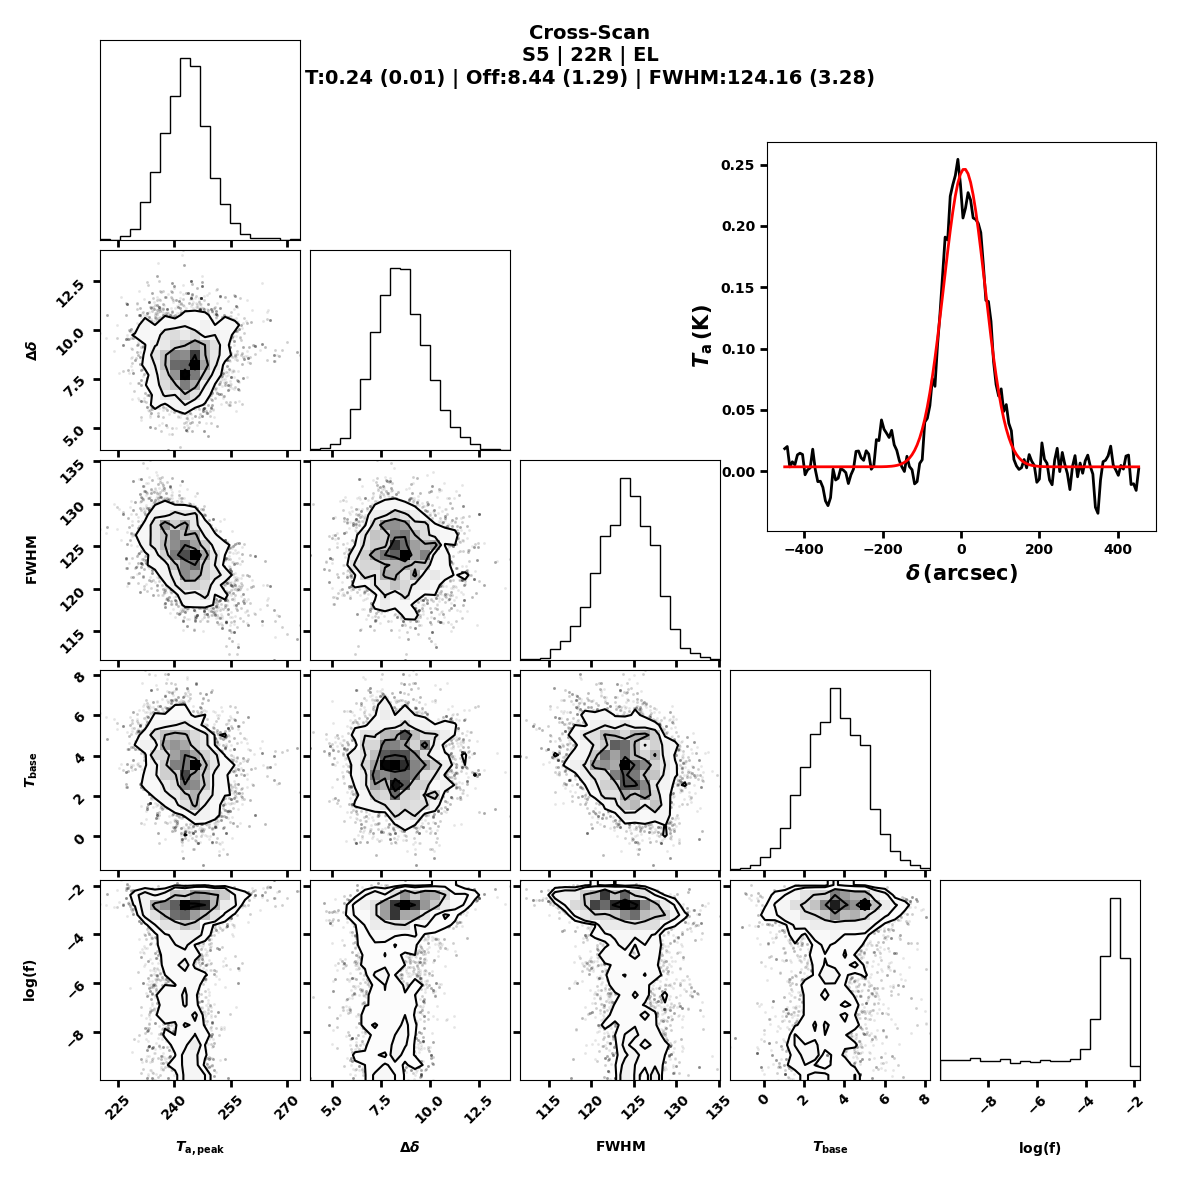 Cross-Scan
S5 | 22R | EL
T:0.24 (0.01) | Off:8.44 (1.29) | FWHM:124.16 (3.28)
0.25
0.20
0.15
0.10
0.05
0.00
Ta (K)
−400 −200 0 200 400
δ (arcsec)
12.5
10.0
7.5
5.0
Δδ
135
130
125
120
115
FWHM
8
6
4
2
0
Tbase
−2
−4
−6
−8
log(f)
225 240 255 270
5.0 7.5 10.0 12.5
115 120 125 130 135
0 2 4 6 8
−8 −6 −4 −2
Ta,peak Δδ FWHM Tbase log(f)